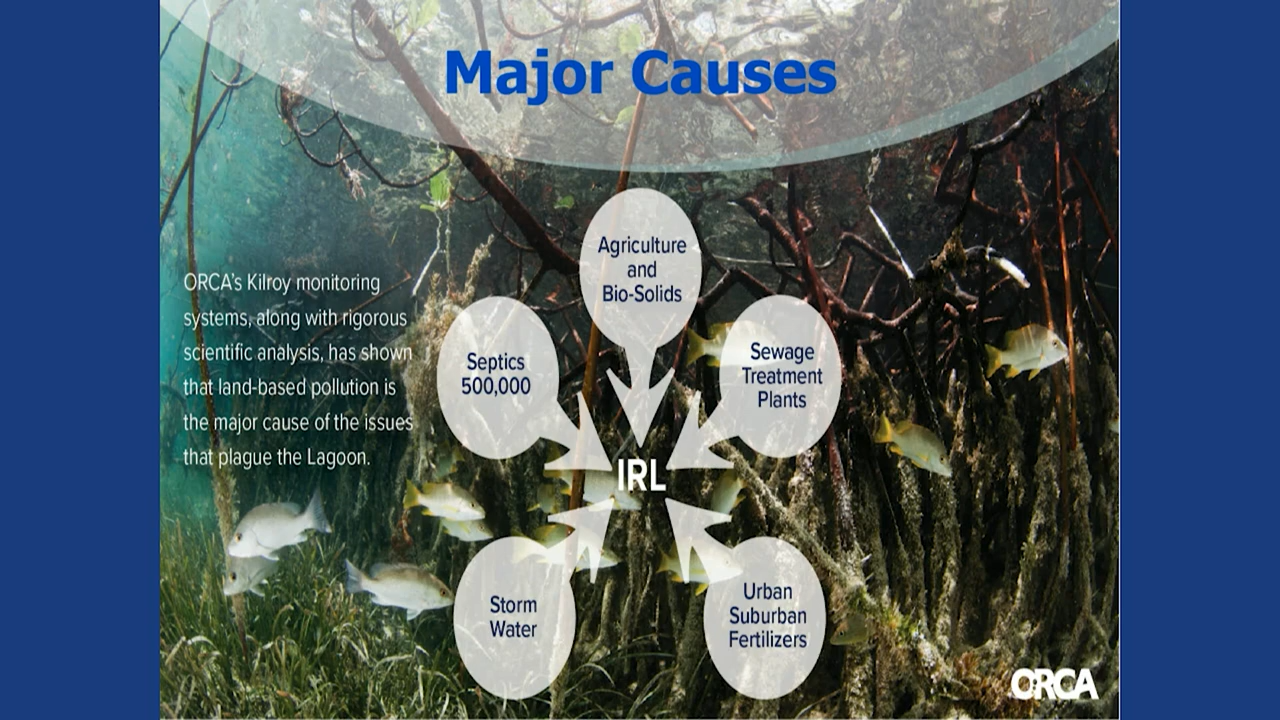 Major Causes
ORCA's Kilroy monitoring
systems, along with rigorous
scientific analysis, has shown
that land-based pollution is
the major cause of the issues
that plague the Lagoon.
Agriculture
and
Bio-Solids
Septics
500,000
Sewage
Treatment
Plants
IRL
Storm
Water
Urban
Suburban
Fertilizers
ORCA